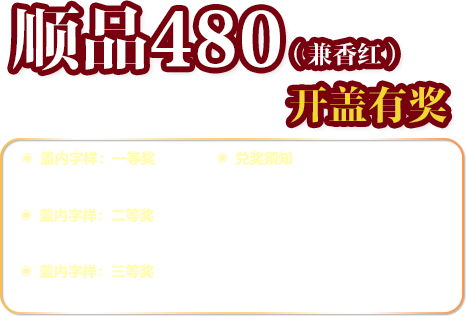 顺品480（兼香红）
开盖有奖
盖内字样：一等奖
兑奖须知
盖内字样：二等奖
盖内字样：三等奖